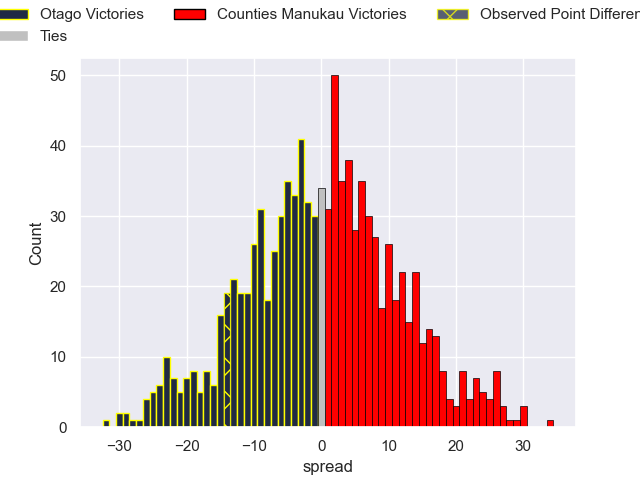 Otago Victories
Counties Manukau Victories
Observed Point Differen
Ties
50
40
30
20
10
0
Count
−30
−20
−10
0
10
20
30
spread